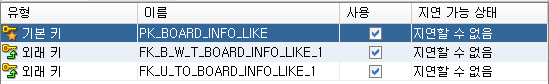 유형 이름 사용 지연 가능 상태
기본 키 PK_BOARD_INFO_LIKE 지연할 수 없음
외래 키 FK_B_W_T_BOARD_INFO_LIKE_1 지연할 수 없음
외래 키 FK_U_TO_BOARD_INFO_LIKE_1 지연할 수 없음